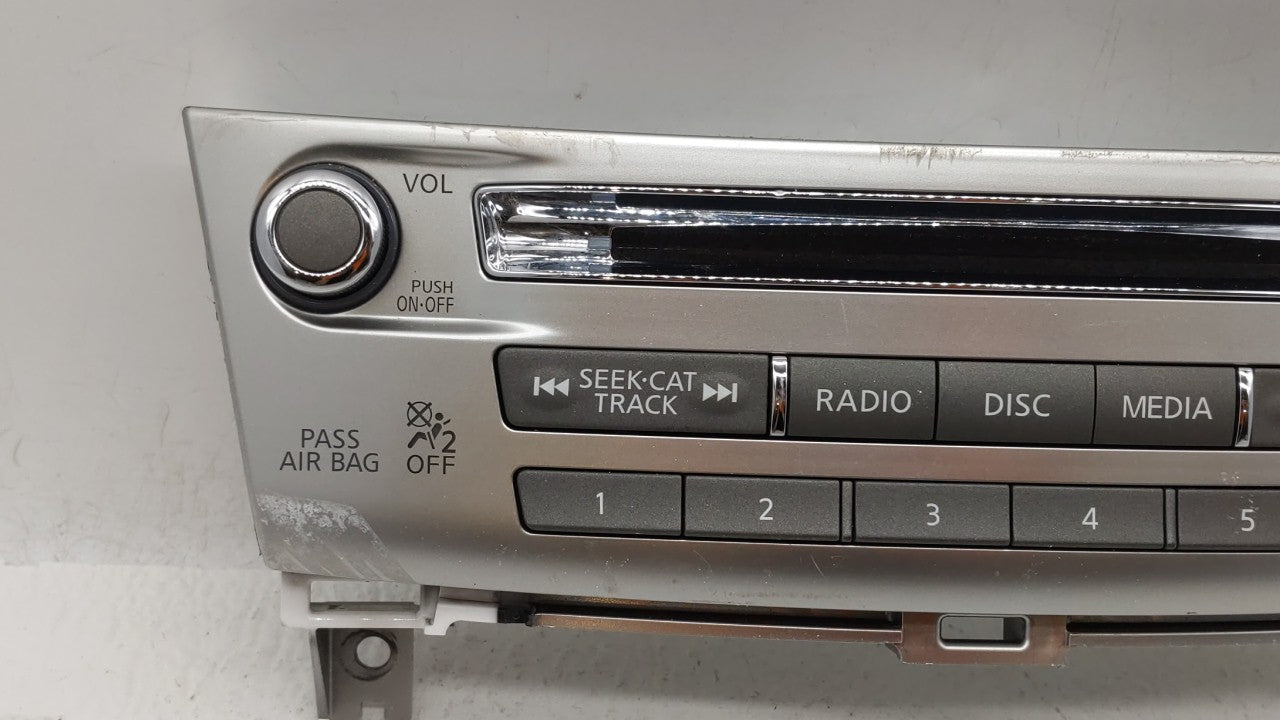 VOL
PUSH
ON·OFF
SEEK·CAT
TRACK
RADIO
DISC
MEDIA
PASS
AIR BAG
2
OFF
1
2
3
4
5